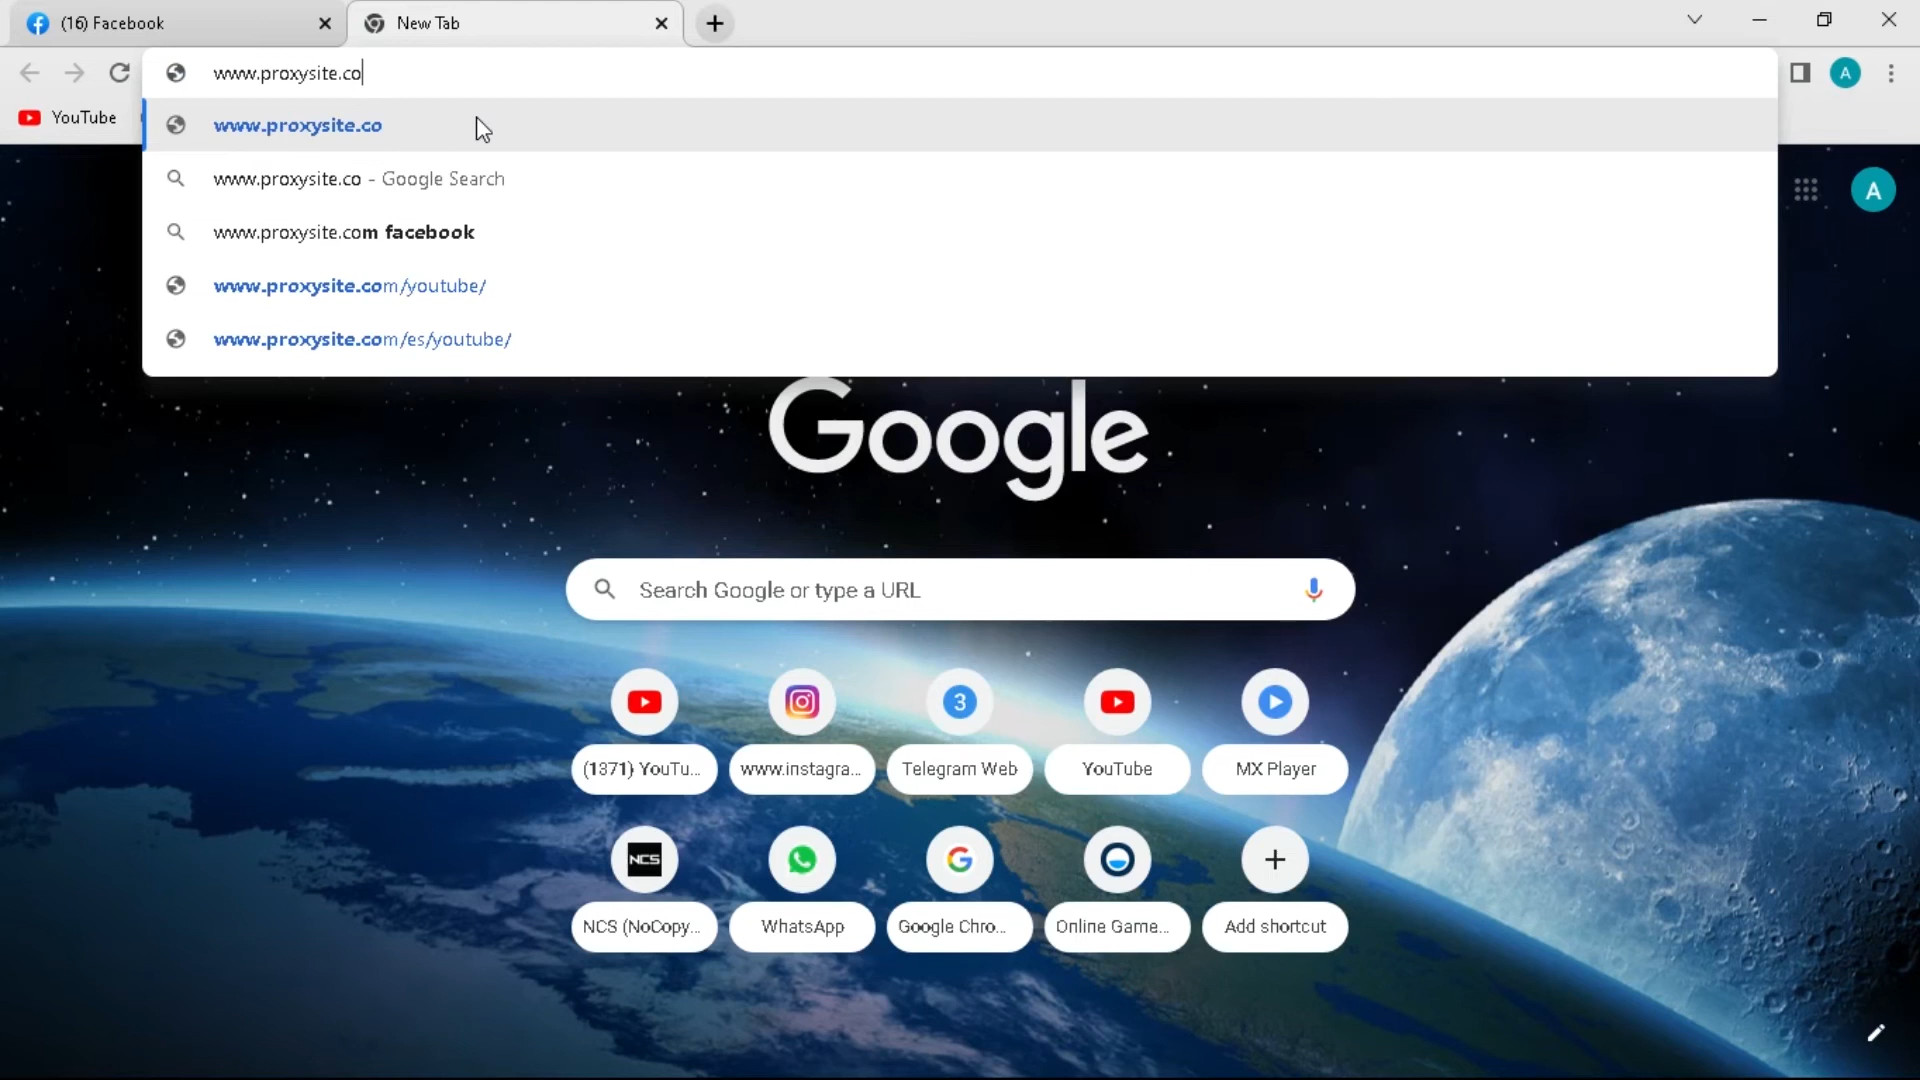 (16) Facebook
New Tab
www.proxysite.co
YouTube
www.proxysite.co
www.proxysite.co - Google Search
www.proxysite.com facebook
www.proxysite.com/youtube/
www.proxysite.com/es/youtube/
A
A
Google
Search Google or type a URL
3
(1371) YouTu...
www.instagra...
Telegram Web
YouTube
MX Player
NCS
G
NCS (NoCopy...
WhatsApp
Google Chro...
Online Game...
Add shortcut